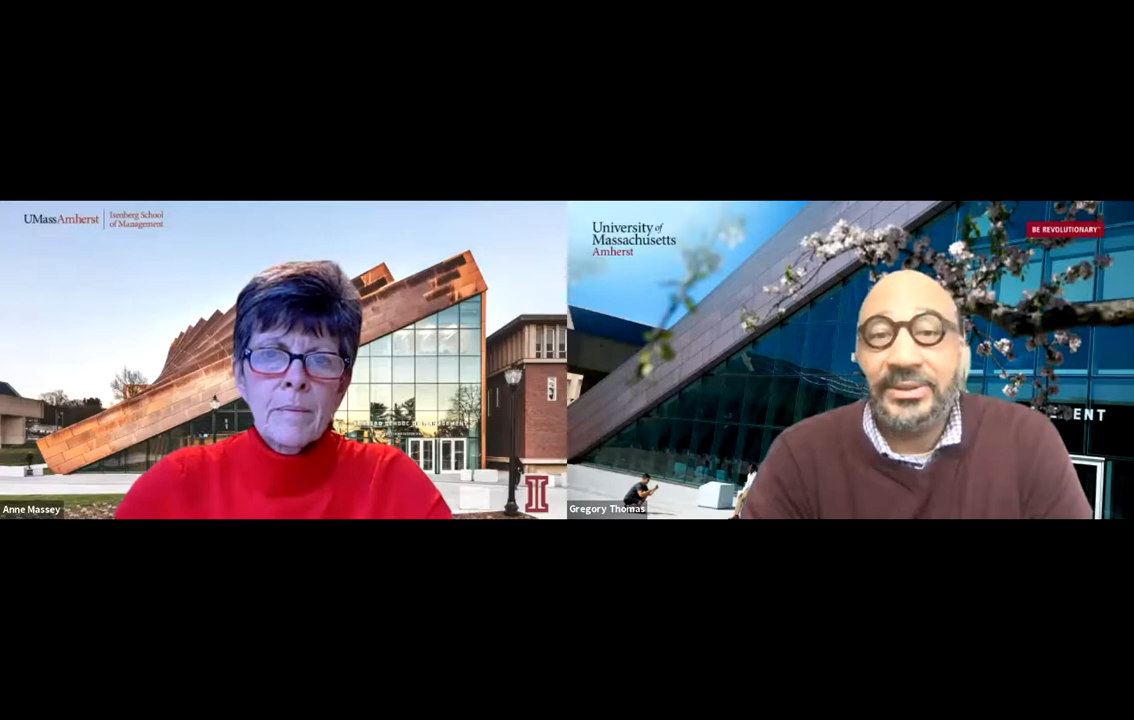 UMassAmherst
Isenberg School
of Management
Anne Massey
University of
Massachusetts
Amherst
BE REVOLUTIONARY
ENT
Gregory Thomas